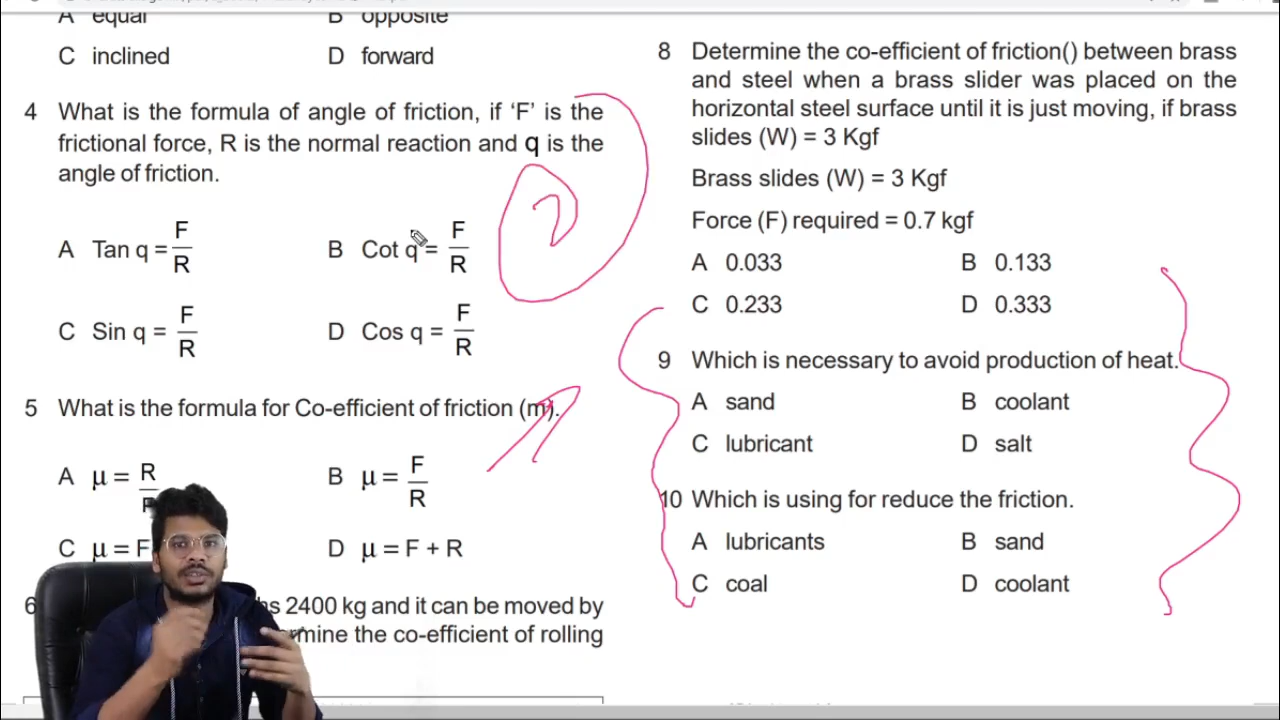 A equal B opposite
C inclined D forward
4 What is the formula of angle of friction, if ‘F’ is the
frictional force, R is the normal reaction and q is the
angle of friction.
A Tan q = F/R B Cot q = F/R
C Sin q = F/R D Cos q = F/R
5 What is the formula for Co-efficient of friction (m).
A μ = R/F B μ = F/R
C μ = F D μ = F + R
6
2400 kg and it can be moved by
the co-efficient of rolling
8 Determine the co-efficient of friction() between brass
and steel when a brass slider was placed on the
horizontal steel surface until it is just moving, if brass
slides (W) = 3 Kgf
Brass slides (W) = 3 Kgf
Force (F) required = 0.7 kgf
A 0.033 B 0.133
C 0.233 D 0.333
9 Which is necessary to avoid production of heat.
A sand B coolant
C lubricant D salt
10 Which is using for reduce the friction.
A lubricants B sand
C coal D coolant